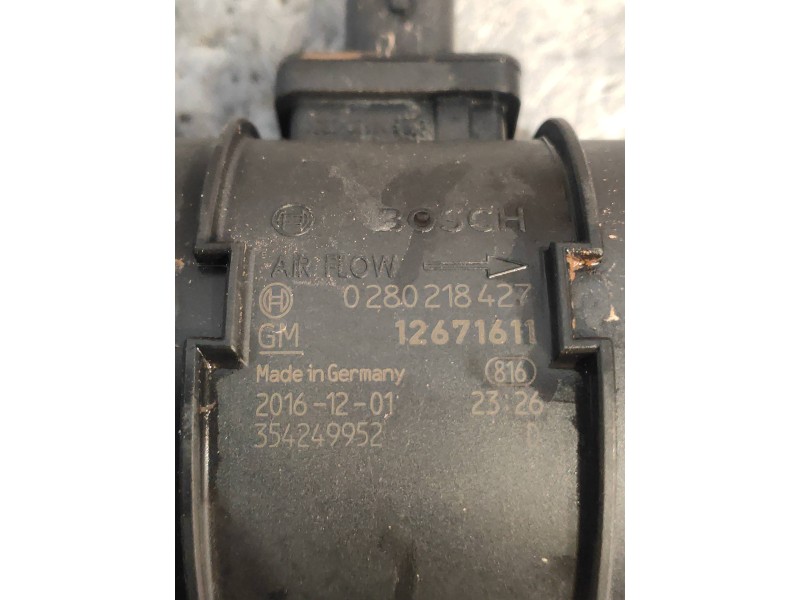 BOSCH
AIR FLOW
0 280 218 427
GM 12671611
Made in Germany 816
2016-12-01 23:26
354249952 D